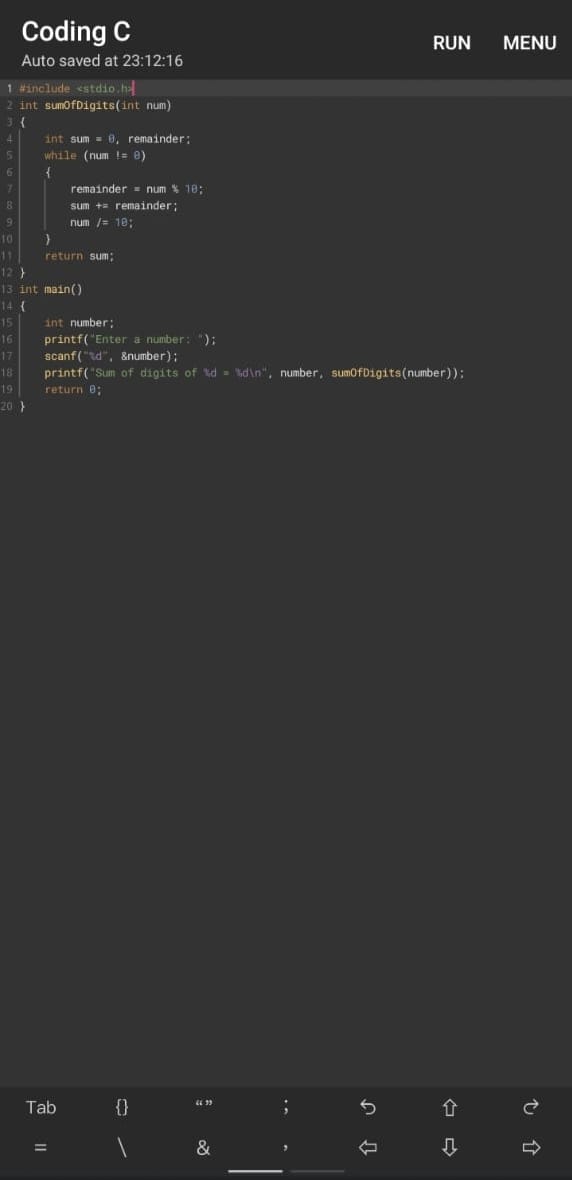 Coding C
RUN MENU
Auto saved at 23:12:16
1 #include <stdio.h>
2 int sumOfDigits(int num)
3 {
4 int sum = 0, remainder;
5 while (num != 0)
6 {
7 remainder = num % 10;
8 sum += remainder;
9 num /= 10;
10 }
11 return sum;
12 }
13 int main()
14 {
15 int number;
16 printf("Enter a number: ");
17 scanf("%d", &number);
18 printf("Sum of digits of %d = %d\n", number, sumOfDigits(number));
19 return 0;
20 }
Tab {} “” ;
= \ & ,